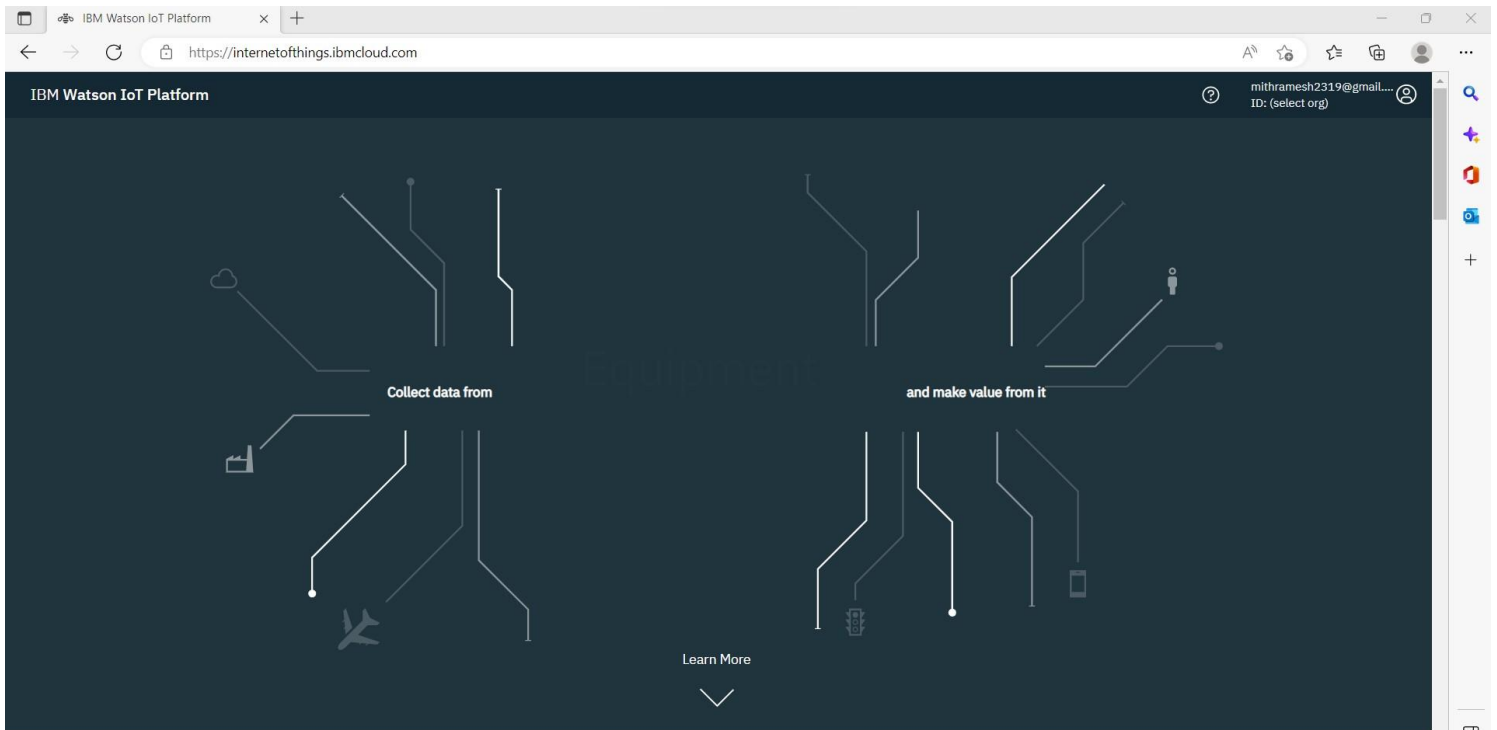 IBM Watson IoT Platform
https://internetofthings.ibmcloud.com
IBM Watson IoT Platform
mithramesh2319@gmail....
ID: (select org)
Collect data from
Equipment
and make value from it
Learn More